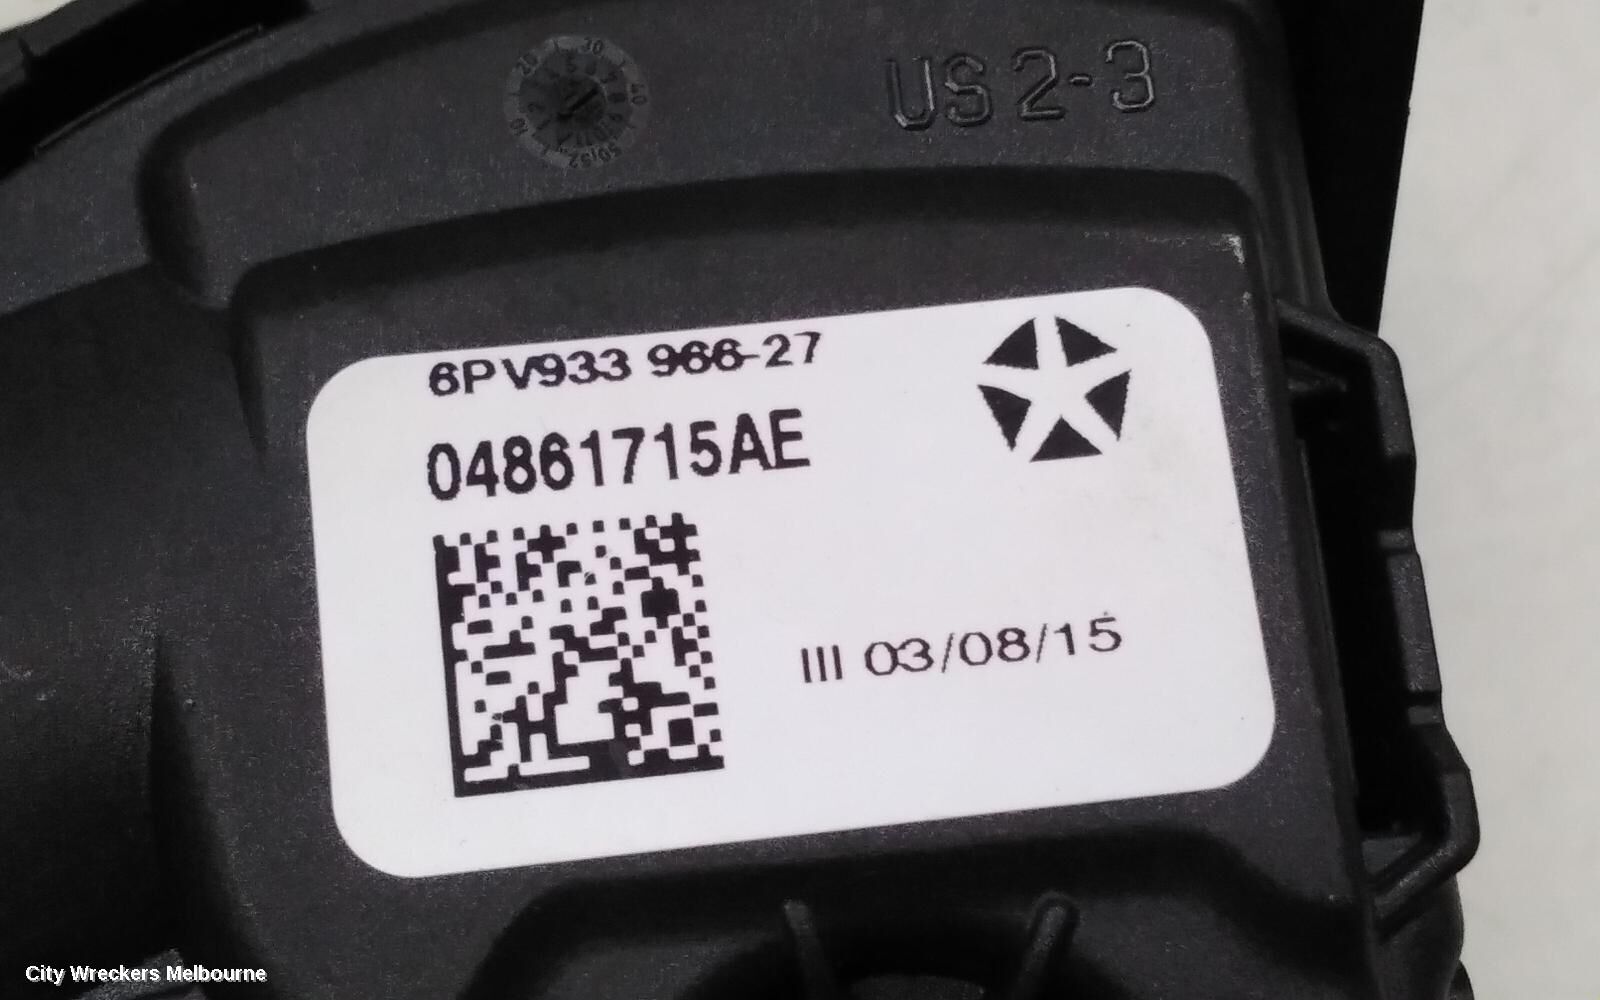 US 2-3
6PV933 966-27
04861715AE
III 03/08/15
City Wreckers Melbourne